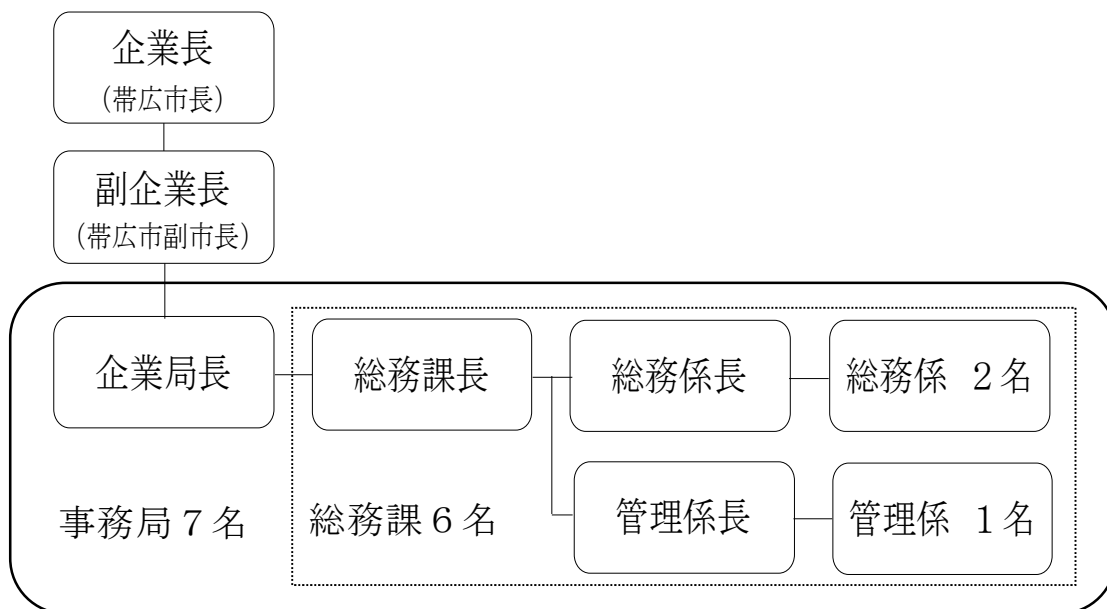 企業長
（帯広市長）
副企業長
（帯広市副市長）
企業局長
総務課長
総務係長
総務係 ２名
事務局７名
総務課６名
管理係長
管理係 １名